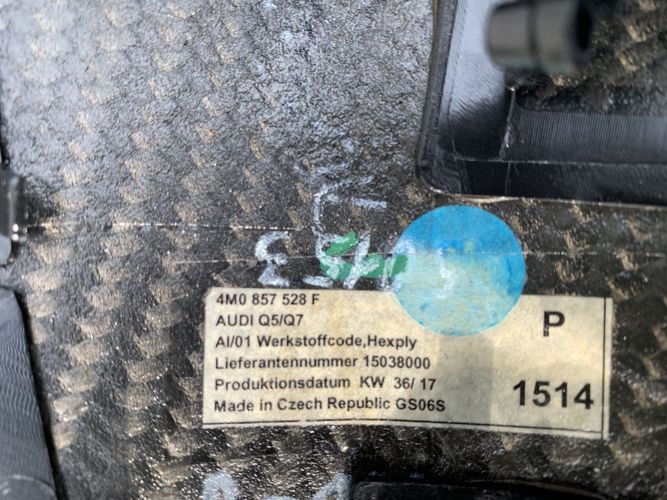 4M0 857 528 F
AUDI Q5/Q7
AI/01 Werkstoffcode,Hexply
Lieferantennummer 15038000
Produktionsdatum KW 36/ 17
Made in Czech Republic GS06S
P
1514